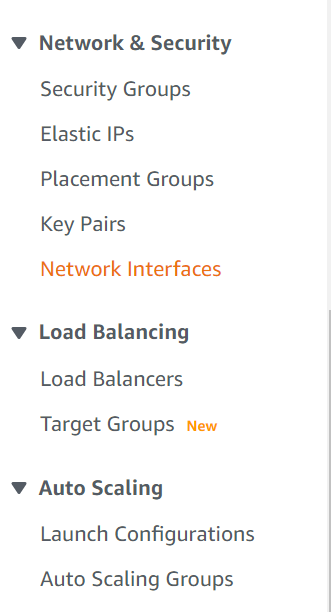 Network & Security
Security Groups
Elastic IPs
Placement Groups
Key Pairs
Network Interfaces
Load Balancing
Load Balancers
Target Groups New
Auto Scaling
Launch Configurations
Auto Scaling Groups